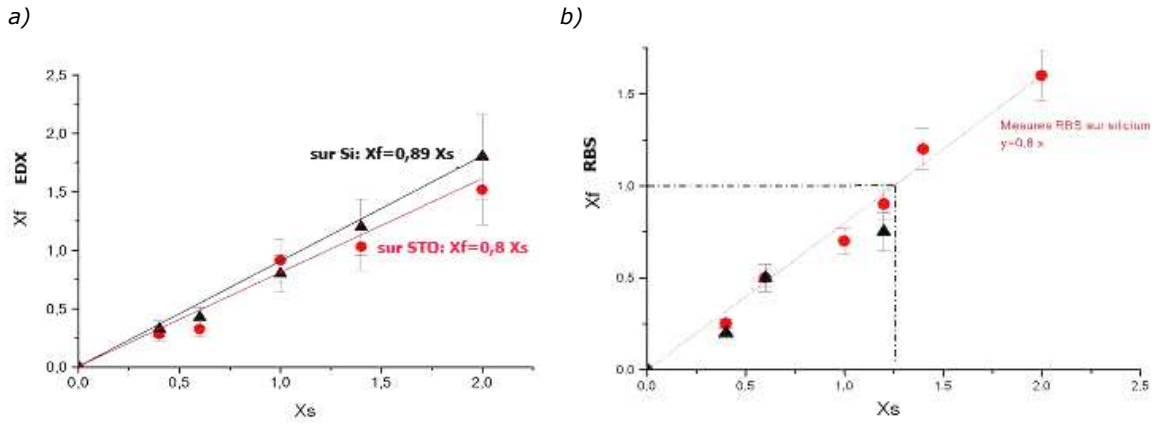 a)
b)
2,5
2,0
1,5
1,0
0,5
0,0
Xf EDX
sur Si: Xf=0,89 Xs
sur STO: Xf=0,8 Xs
0,0 0,5 1,0 1,5 2,0
Xs
1.5
1.0
0.5
0.0
Xf RBS
Mesures RBS sur silicium
y=0.8 x
0.0 0.5 1.0 1.5 2.0 2.5
Xs